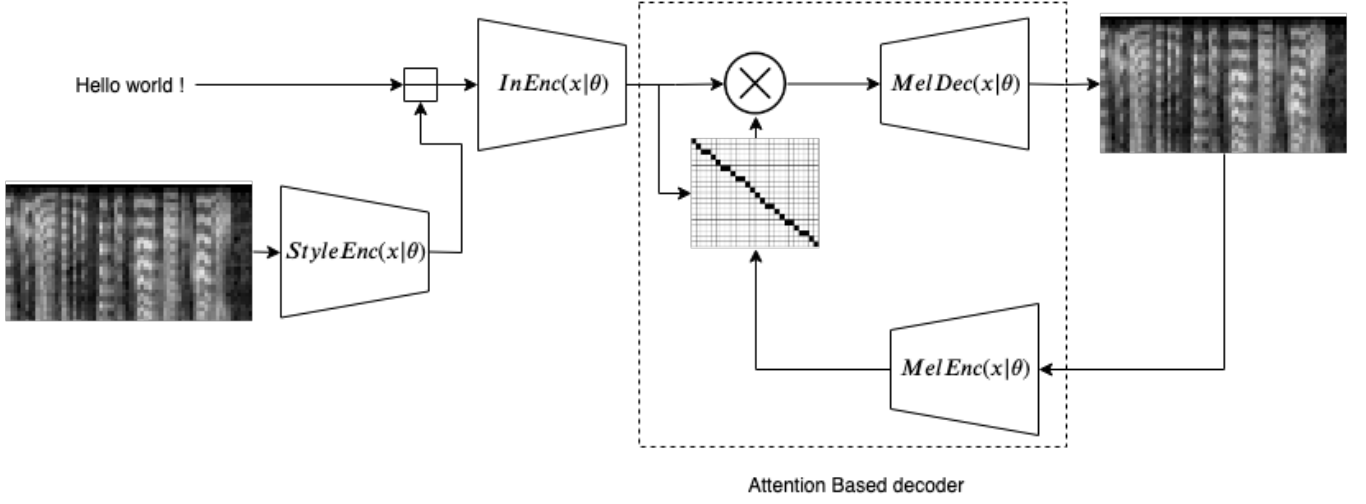 Hello world !
InEnc(x|θ)
MelDec(x|θ)
StyleEnc(x|θ)
MelEnc(x|θ)
Attention Based decoder